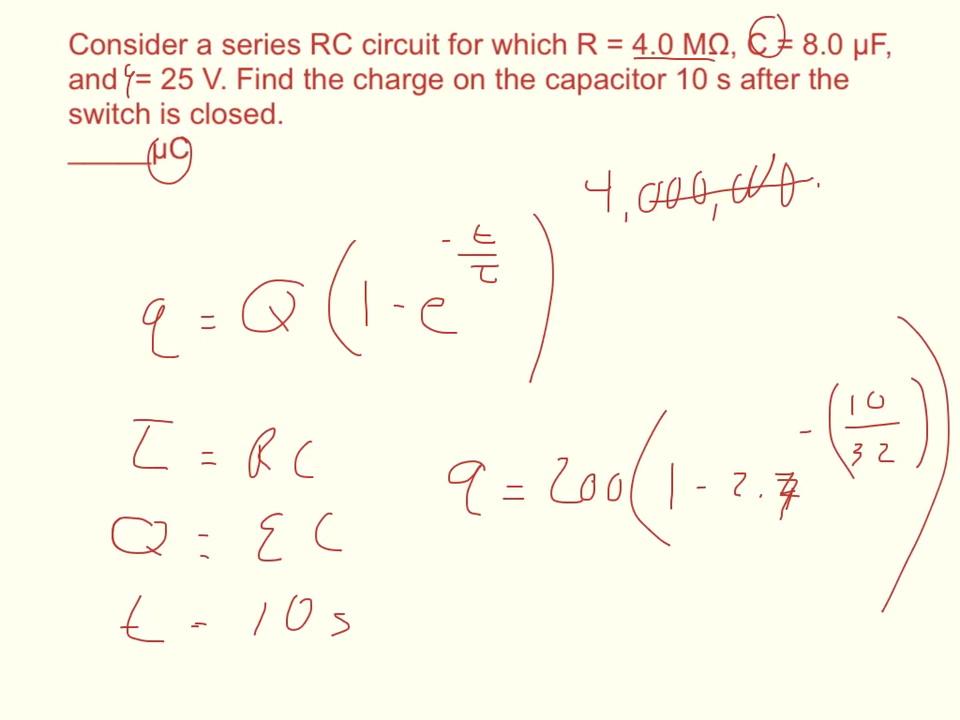 Consider a series RC circuit for which R = 4.0 MΩ, C = 8.0 µF,
and = 25 V. Find the charge on the capacitor 10 s after the
switch is closed.
______µC
4,000,000.
q = Q(1 - e^(-t/τ))
τ = RC
q = 200(1 - 2.7^(-(10/32)))
Q = εC
t = 10s